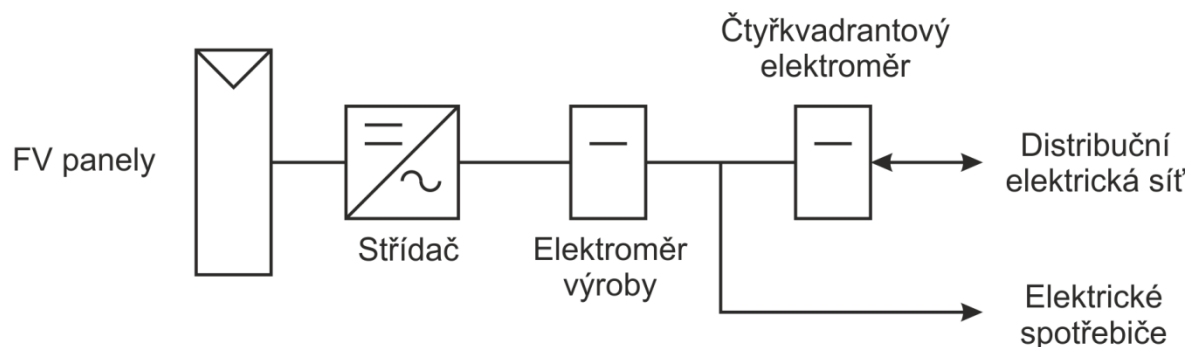 Čtyřkvadrantový
elektroměr
FV panely
Střídač
Elektroměr
výroby
Distribuční
elektrická síť
Elektrické
spotřebiče